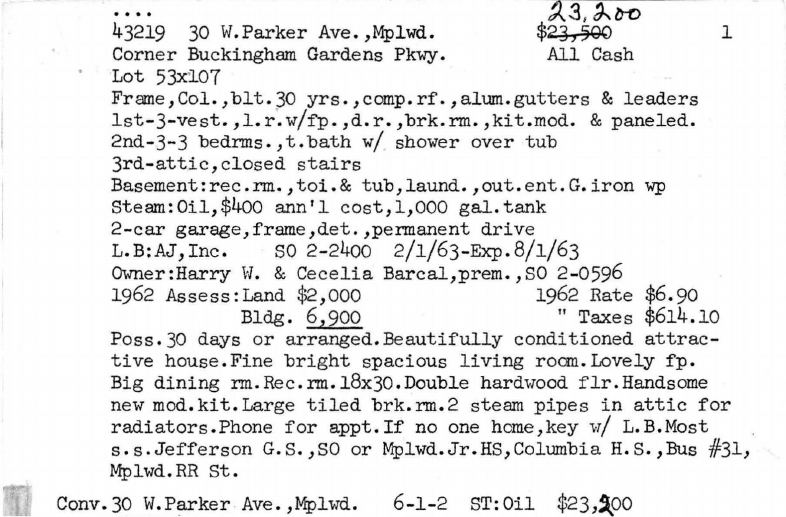 ....
23,200
43219 30 W.Parker Ave.,Mplwd. $23,500 1
Corner Buckingham Gardens Pkwy. All Cash
Lot 53x107
Frame,Col.,blt.30 yrs.,comp.rf.,alum.gutters & leaders
1st-3-vest.,l.r.w/fp.,d.r.,brk.rm.,kit.mod. & paneled.
2nd-3-3 bedrms.,t.bath w/ shower over tub
3rd-attic,closed stairs
Basement:rec.rm.,toi.& tub,laund.,out.ent.G.iron wp
Steam:Oil,$400 ann'l cost,1,000 gal.tank
2-car garage,frame,det.,permanent drive
L.B:AJ,Inc. SO 2-2400 2/1/63-Exp.8/1/63
Owner:Harry W. & Cecelia Barcal,prem.,SO 2-0596
1962 Assess:Land $2,000 1962 Rate $6.90
Bldg. 6,900 " Taxes $614.10
Poss.30 days or arranged.Beautifully conditioned attrac-
tive house.Fine bright spacious living room.Lovely fp.
Big dining rm.Rec.rm.18x30.Double hardwood flr.Handsome
new mod.kit.Large tiled brk.rm.2 steam pipes in attic for
radiators.Phone for appt.If no one home,key w/ L.B.Most
s.s.Jefferson G.S.,SO or Mplwd.Jr.HS,Columbia H.S.,Bus #31,
Mplwd.RR St.
Conv.30 W.Parker Ave.,Mplwd. 6-1-2 ST:Oil $23,200